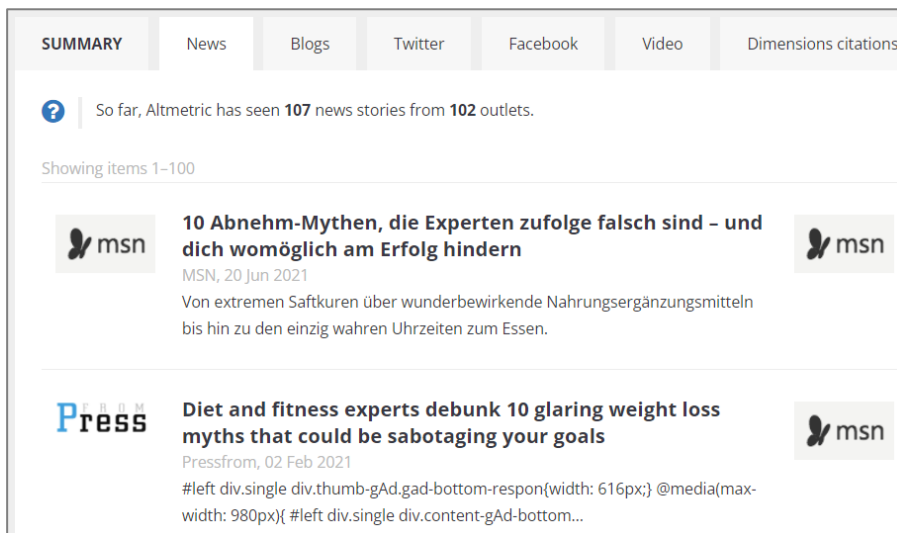 SUMMARY News Blogs Twitter Facebook Video Dimensions citations
? So far, Altmetric has seen 107 news stories from 102 outlets.
Showing items 1–100
msn
10 Abnehm-Mythen, die Experten zufolge falsch sind – und
dich womöglich am Erfolg hindern
MSN, 20 Jun 2021
Von extremen Saftkuren über wunderbewirkende Nahrungsergänzungsmitteln
bis hin zu den einzig wahren Uhrzeiten zum Essen.
msn
FROM
Press
Diet and fitness experts debunk 10 glaring weight loss
myths that could be sabotaging your goals
Pressfrom, 02 Feb 2021
#left div.single div.thumb-gAd.gad-bottom-respon{width: 616px;} @media(max-
width: 980px){ #left div.single div.content-gAd-bottom...
msn